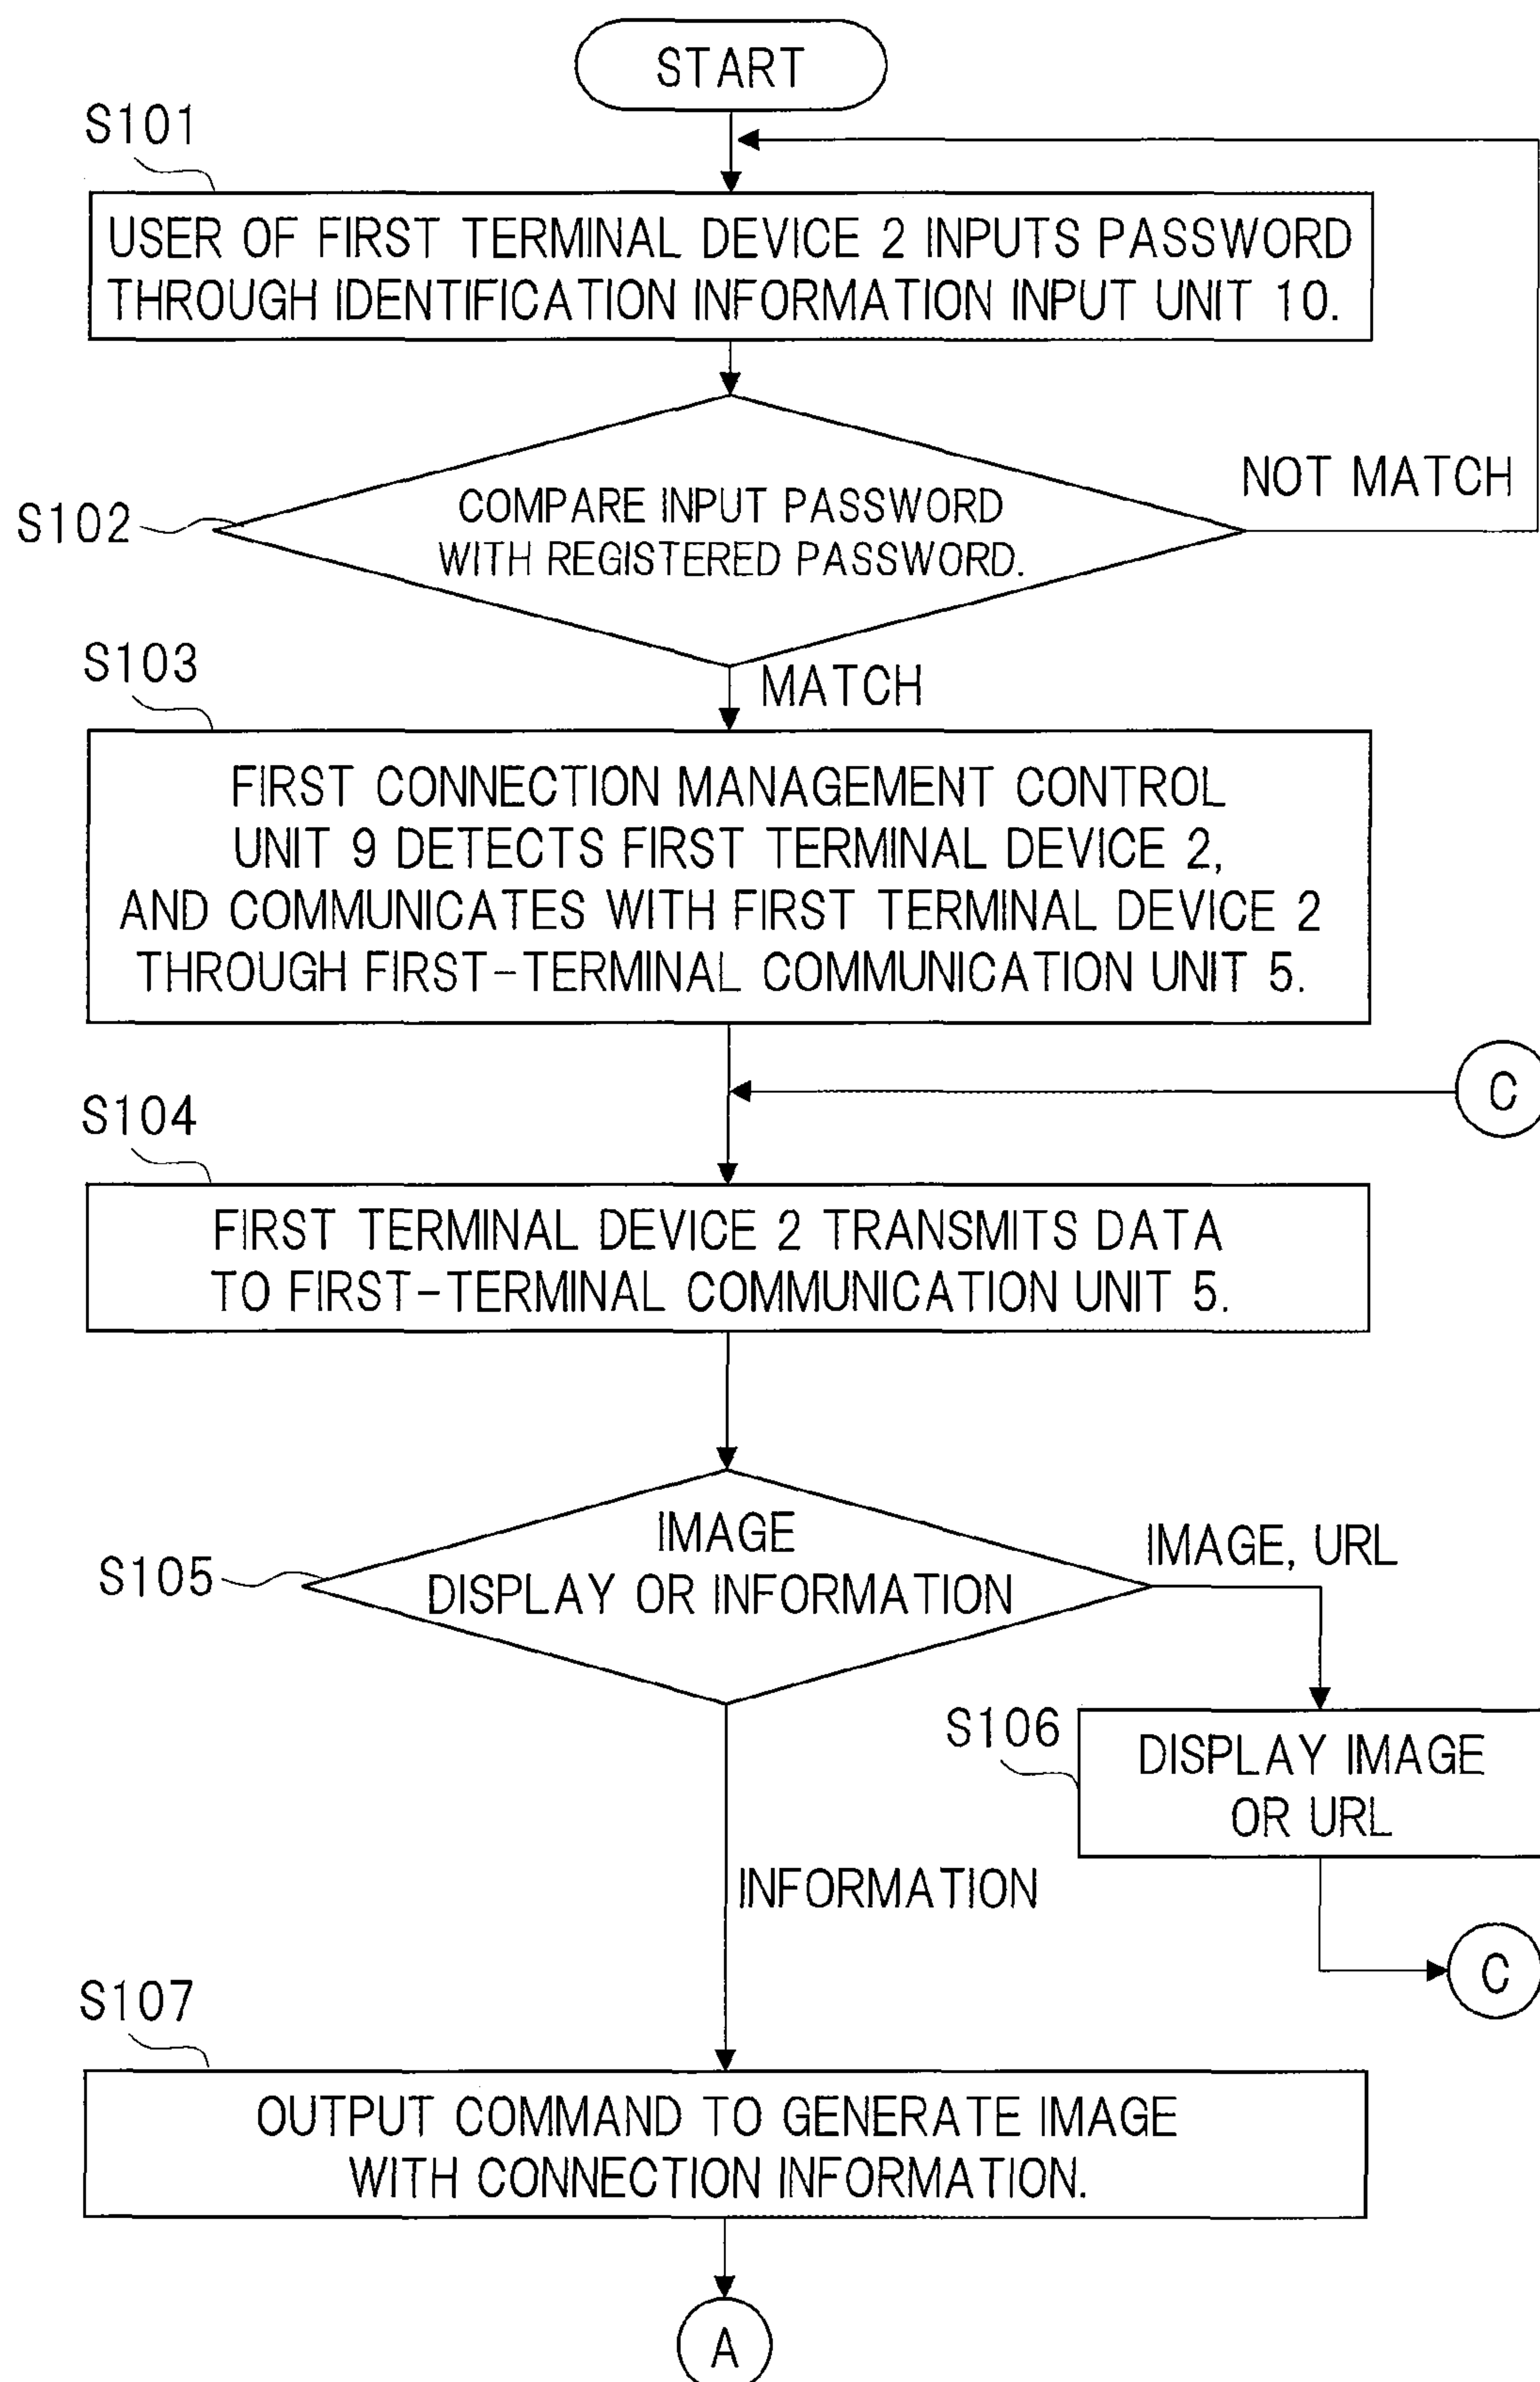 START
S101
USER OF FIRST TERMINAL DEVICE 2 INPUTS PASSWORD
THROUGH IDENTIFICATION INFORMATION INPUT UNIT 10.
NOT MATCH
S102
COMPARE INPUT PASSWORD
WITH REGISTERED PASSWORD.
S103
MATCH
FIRST CONNECTION MANAGEMENT CONTROL
UNIT 9 DETECTS FIRST TERMINAL DEVICE 2,
AND COMMUNICATES WITH FIRST TERMINAL DEVICE 2
THROUGH FIRST-TERMINAL COMMUNICATION UNIT 5.
C
S104
FIRST TERMINAL DEVICE 2 TRANSMITS DATA
TO FIRST-TERMINAL COMMUNICATION UNIT 5.
S105
IMAGE
DISPLAY OR INFORMATION
IMAGE, URL
S106
DISPLAY IMAGE
OR URL
INFORMATION
C
S107
OUTPUT COMMAND TO GENERATE IMAGE
WITH CONNECTION INFORMATION.
A